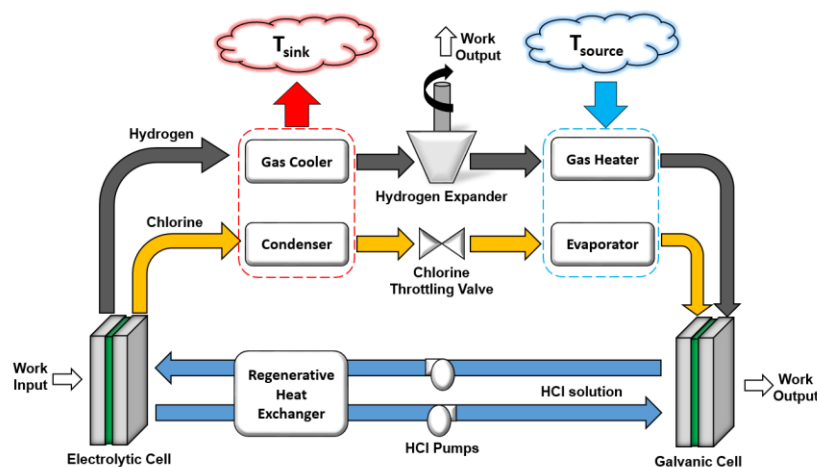 T_sink
Work
Output
T_source
Hydrogen
Gas Cooler
Hydrogen Expander
Gas Heater
Chlorine
Condenser
Chlorine
Throttling Valve
Evaporator
Work
Input
Regenerative
Heat
Exchanger
HCl solution
HCl Pumps
Work
Output
Electrolytic Cell
Galvanic Cell